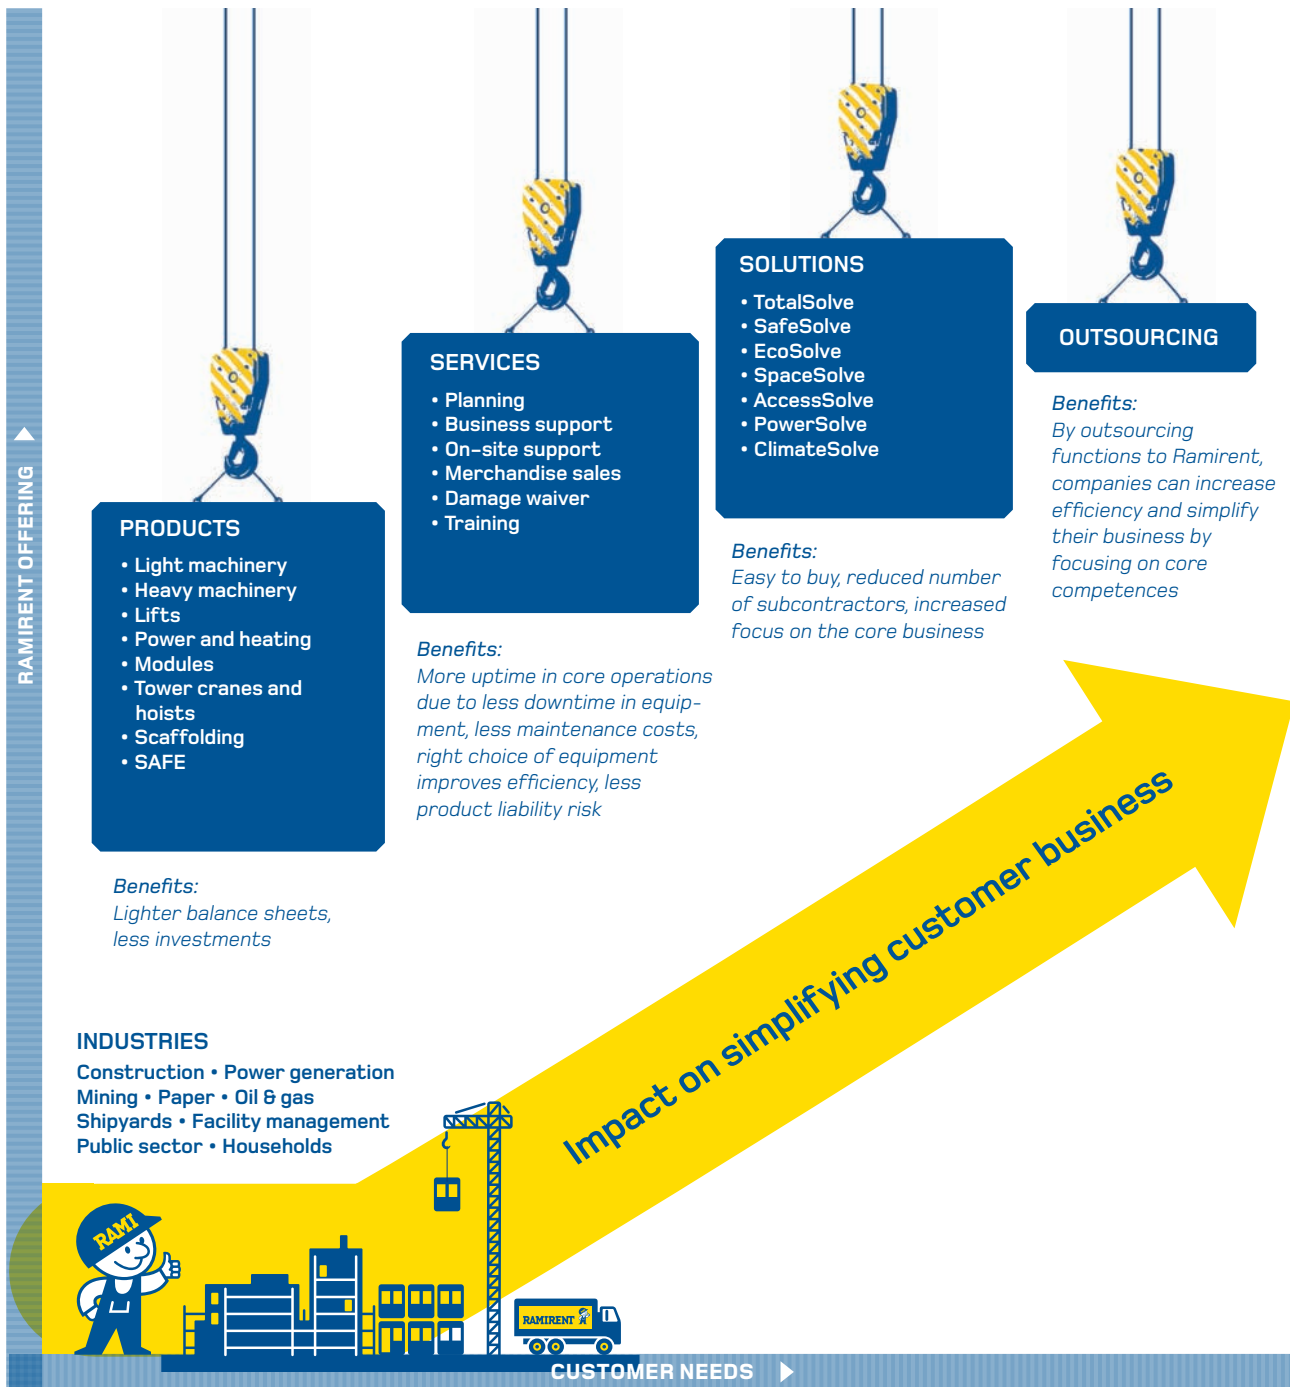 RAMIRENT OFFERING
PRODUCTS
• Light machinery
• Heavy machinery
• Lifts
• Power and heating
• Modules
• Tower cranes and
hoists
• Scaffolding
• SAFE
Benefits:
Lighter balance sheets,
less investments
SERVICES
• Planning
• Business support
• On-site support
• Merchandise sales
• Damage waiver
• Training
Benefits:
More uptime in core operations
due to less downtime in equip-
ment, less maintenance costs,
right choice of equipment
improves efficiency, less
product liability risk
SOLUTIONS
• TotalSolve
• SafeSolve
• EcoSolve
• SpaceSolve
• AccessSolve
• PowerSolve
• ClimateSolve
Benefits:
Easy to buy, reduced number
of subcontractors, increased
focus on the core business
OUTSOURCING
Benefits:
By outsourcing
functions to Ramirent,
companies can increase
efficiency and simplify
their business by
focusing on core
competences
Impact on simplifying customer business
INDUSTRIES
Construction • Power generation
Mining • Paper • Oil & gas
Shipyards • Facility management
Public sector • Households
RAMI
RAMIRENT
CUSTOMER NEEDS